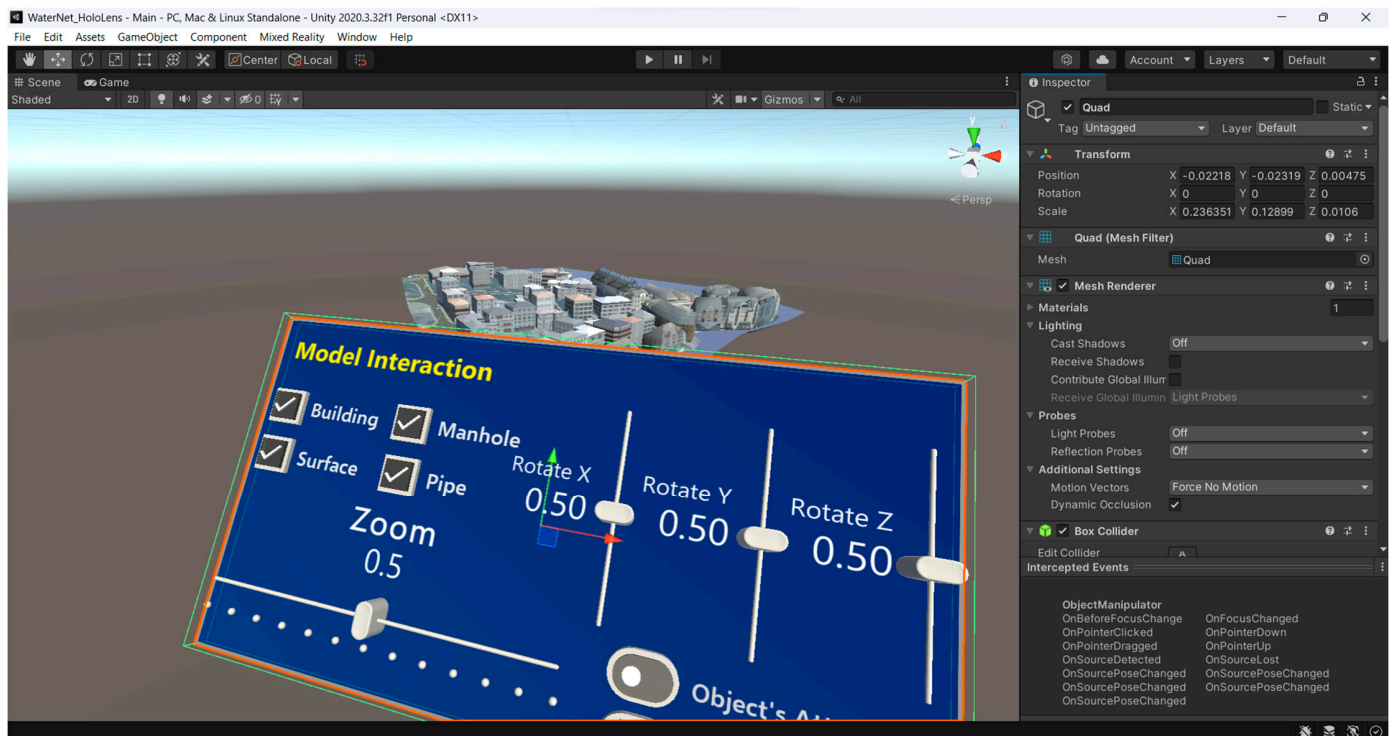 WaterNet_HoloLens - Main - PC, Mac & Linux Standalone - Unity 2020.3.32f1 Personal <DX11>
File Edit Assets GameObject Component Mixed Reality Window Help
Center Local Account Layers Default
Scene Game
Shaded 2D 0 Gizmos All
y
Persp
Model Interaction
Building Manhole
Surface Pipe
Zoom
0.5
Rotate X
0.50
Rotate Y
0.50
Rotate Z
0.50
Object's
Inspector
Quad Static
Tag Untagged Layer Default
Transform
Position X -0.02218 Y -0.02319 Z 0.00475
Rotation X 0 Y 0 Z 0
Scale X 0.236351 Y 0.12899 Z 0.0106
Quad (Mesh Filter)
Mesh Quad
Mesh Renderer
Materials 1
Lighting
Cast Shadows Off
Receive Shadows
Contribute Global Illum
Receive Global Illumin Light Probes
Probes
Light Probes Off
Reflection Probes Off
Additional Settings
Motion Vectors Force No Motion
Dynamic Occlusion
Box Collider
Edit Collider
Intercepted Events
ObjectManipulator
OnBeforeFocusChange OnFocusChanged
OnPointerClicked OnPointerDown
OnPointerDragged OnPointerUp
OnSourceDetected OnSourceLost
OnSourcePoseChanged OnSourcePoseChanged
OnSourcePoseChanged OnSourcePoseChanged
OnSourcePoseChanged